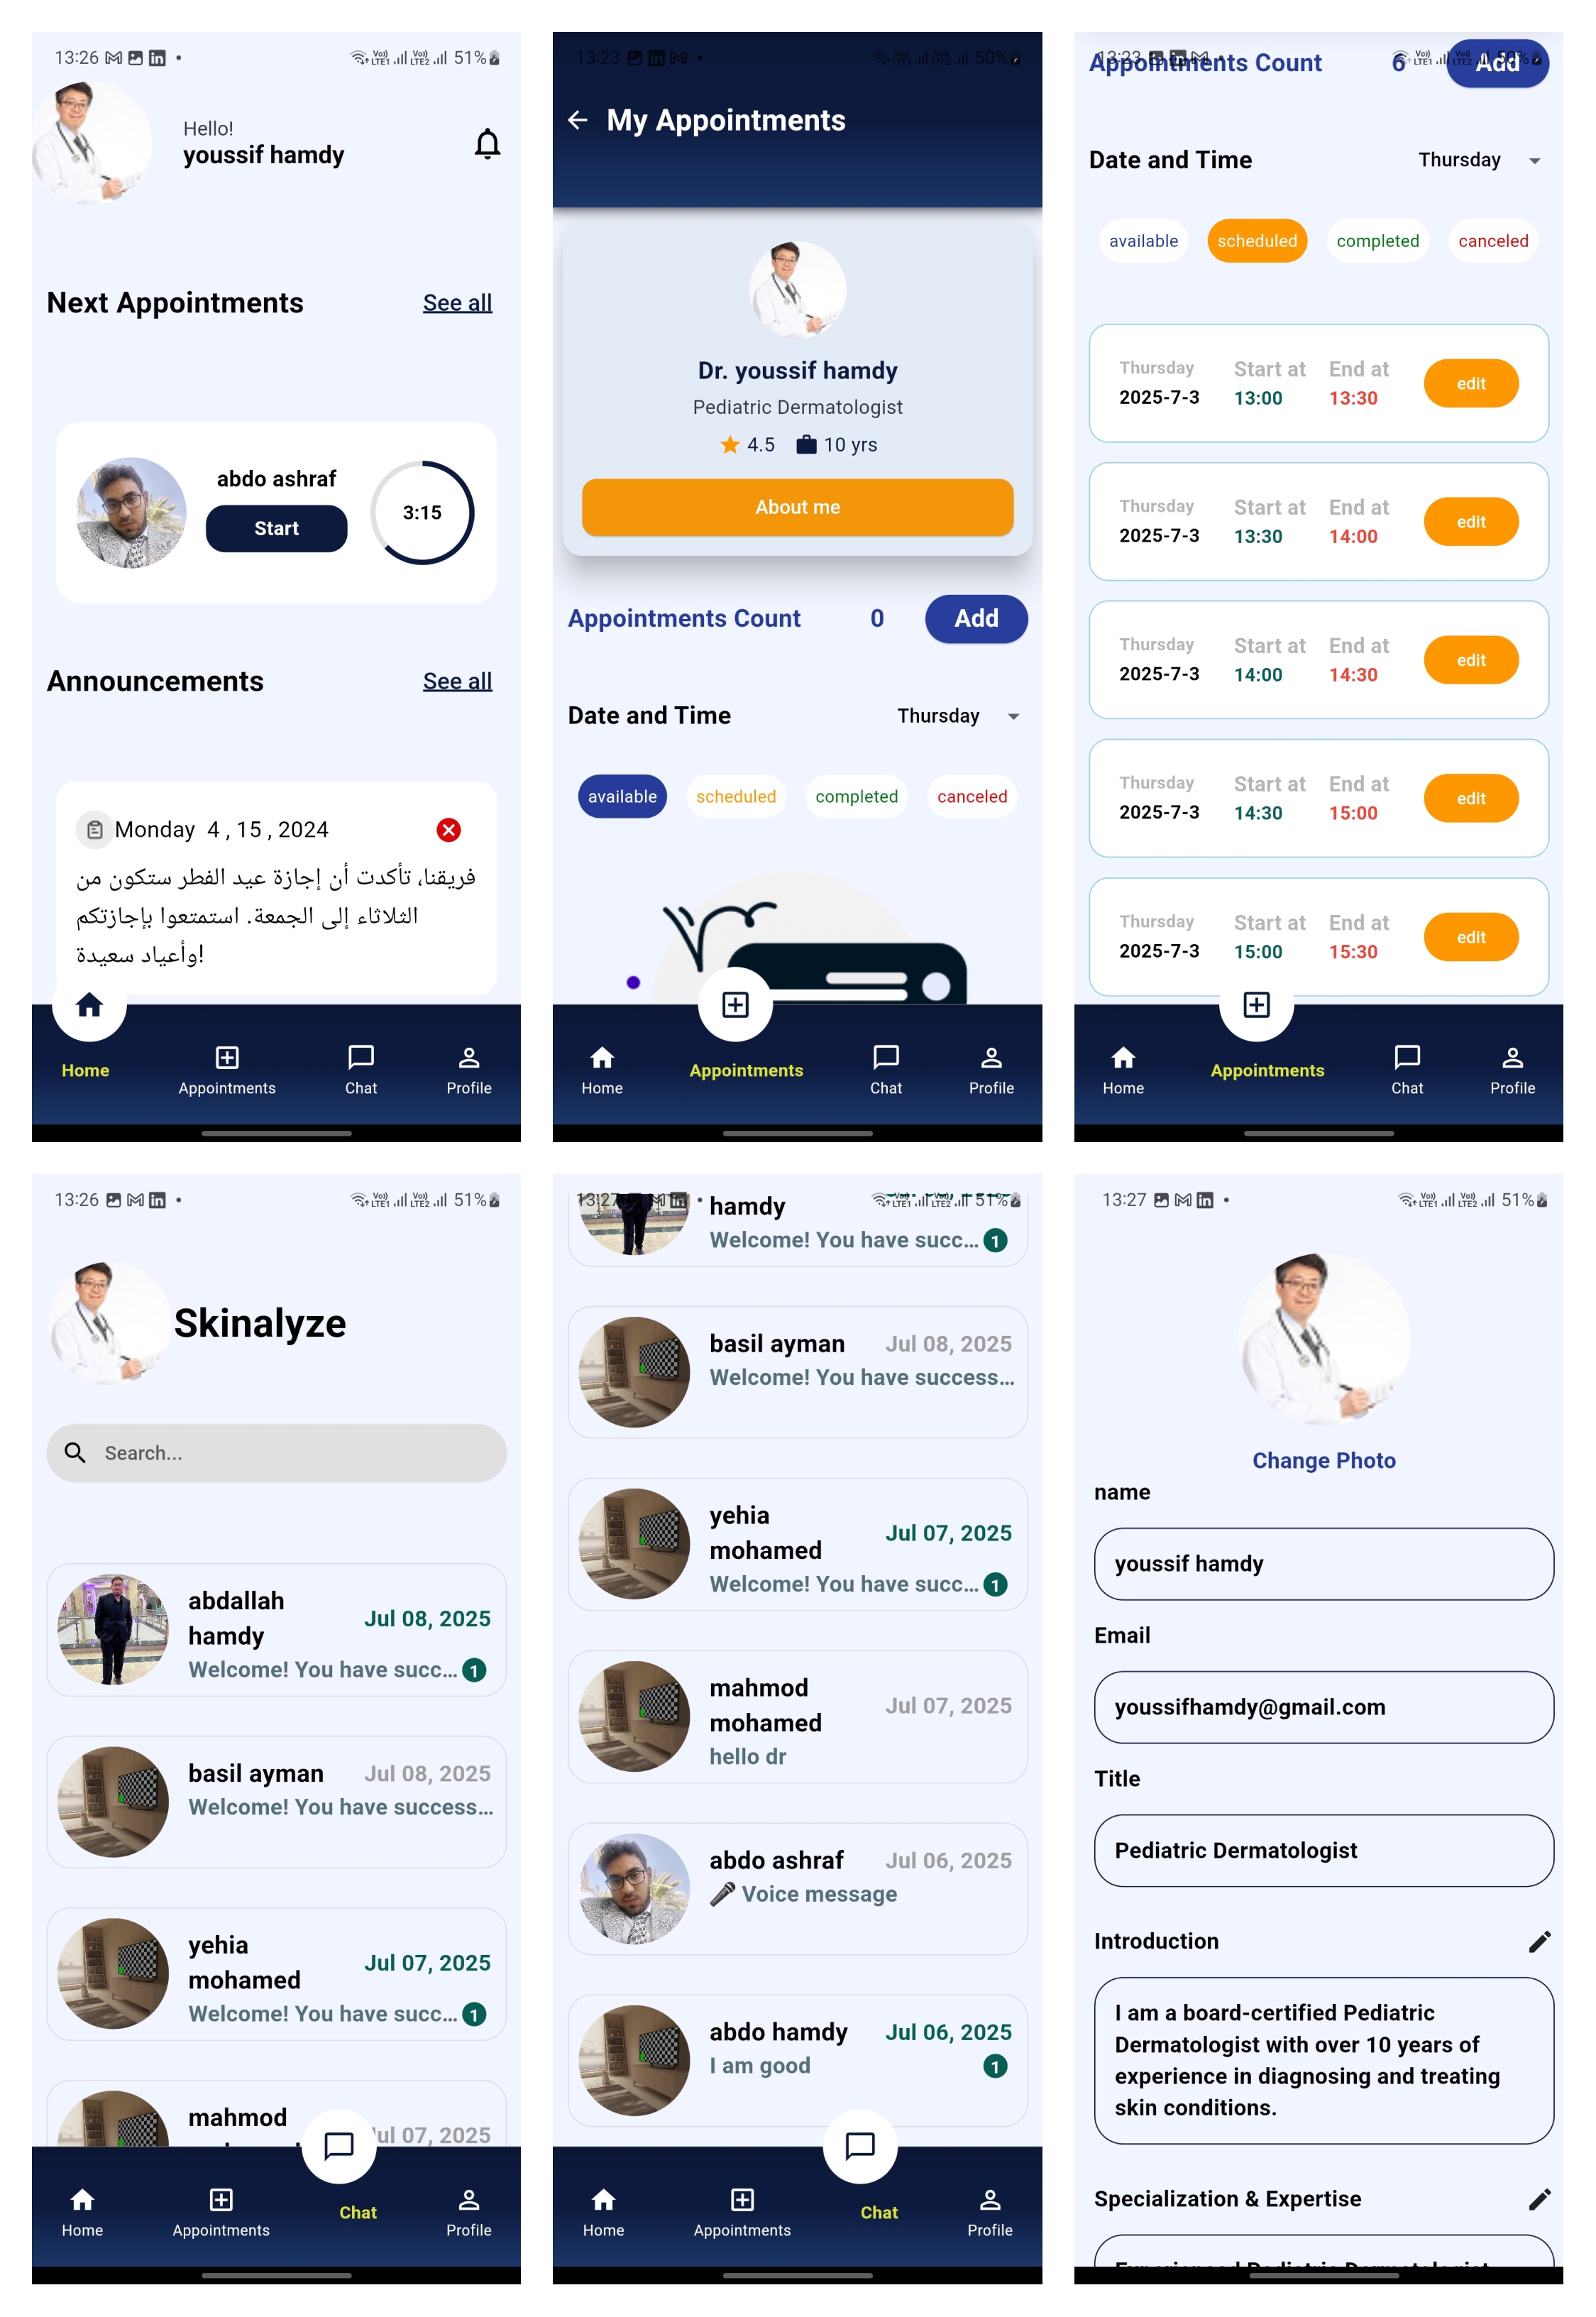 13:26
51%
Hello!
youssif hamdy
Next Appointments
See all
abdo ashraf
Start
3:15
Announcements
See all
Monday 4 , 15 , 2024
فريقنا، تأكدت أن إجازة عيد الفطر ستكون من
الثلاثاء إلى الجمعة. استمتعوا بإجازتكم
وأعياد سعيدة!
Home
Appointments
Chat
Profile
13:23
50%
My Appointments
Dr. youssif hamdy
Pediatric Dermatologist
4.5
10 yrs
About me
Appointments Count
0
Add
Date and Time
Thursday
available
scheduled
completed
canceled
Home
Appointments
Chat
Profile
13:23
Appointments Count
6
Add
Date and Time
Thursday
available
scheduled
completed
canceled
Thursday Start at End at
2025-7-3 13:00 13:30
edit
Thursday Start at End at
2025-7-3 13:30 14:00
edit
Thursday Start at End at
2025-7-3 14:00 14:30
edit
Thursday Start at End at
2025-7-3 14:30 15:00
edit
Thursday Start at End at
2025-7-3 15:00 15:30
edit
Home
Appointments
Chat
Profile
13:26
51%
Skinalyze
Search...
abdallah
hamdy
Jul 08, 2025
Welcome! You have succ... 1
basil ayman
Jul 08, 2025
Welcome! You have success...
yehia
mohamed
Jul 07, 2025
Welcome! You have succ... 1
mahmod
Jul 07, 2025
Home
Appointments
Chat
Profile
13:27
51%
hamdy
Welcome! You have succ... 1
basil ayman
Jul 08, 2025
Welcome! You have success...
yehia
mohamed
Jul 07, 2025
Welcome! You have succ... 1
mahmod
mohamed
Jul 07, 2025
hello dr
abdo ashraf
Jul 06, 2025
🎤 Voice message
abdo hamdy
Jul 06, 2025
I am good 1
Home
Appointments
Chat
Profile
13:27
51%
Change Photo
name
youssif hamdy
Email
youssifhamdy@gmail.com
Title
Pediatric Dermatologist
Introduction
I am a board-certified Pediatric
Dermatologist with over 10 years of
experience in diagnosing and treating
skin conditions.
Specialization & Expertise